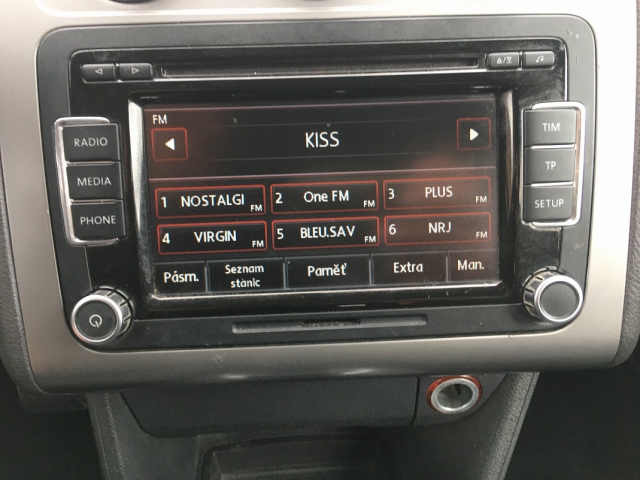 FM
KISS
RADIO
MEDIA
PHONE
TIM
TP
SETUP
1 NOSTALGI FM
2 One FM FM
3 PLUS FM
4 VIRGIN FM
5 BLEU.SAV FM
6 NRJ FM
Pásm.
Seznam
stanic
Paměť
Extra
Man.